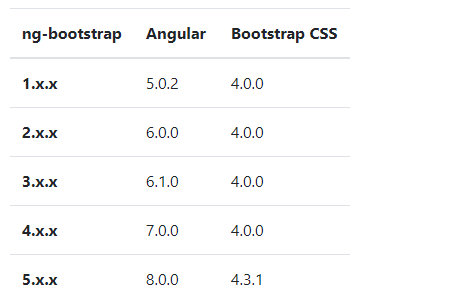 ng-bootstrap Angular Bootstrap CSS
1.x.x 5.0.2 4.0.0
2.x.x 6.0.0 4.0.0
3.x.x 6.1.0 4.0.0
4.x.x 7.0.0 4.0.0
5.x.x 8.0.0 4.3.1